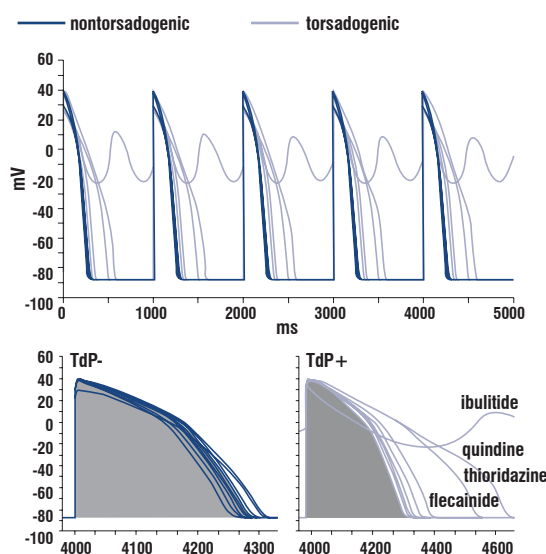 nontorsadogenic torsadogenic
60
40
20
0
-20
-40
-60
-80
-100
mV
0 1000 2000 3000 4000 5000
ms
TdP-
60
40
20
0
-20
-40
-60
-80
-100
4000 4100 4200 4300
TdP+
ibulitide
quindine
thioridazine
flecainide
4000 4200 4400 4600